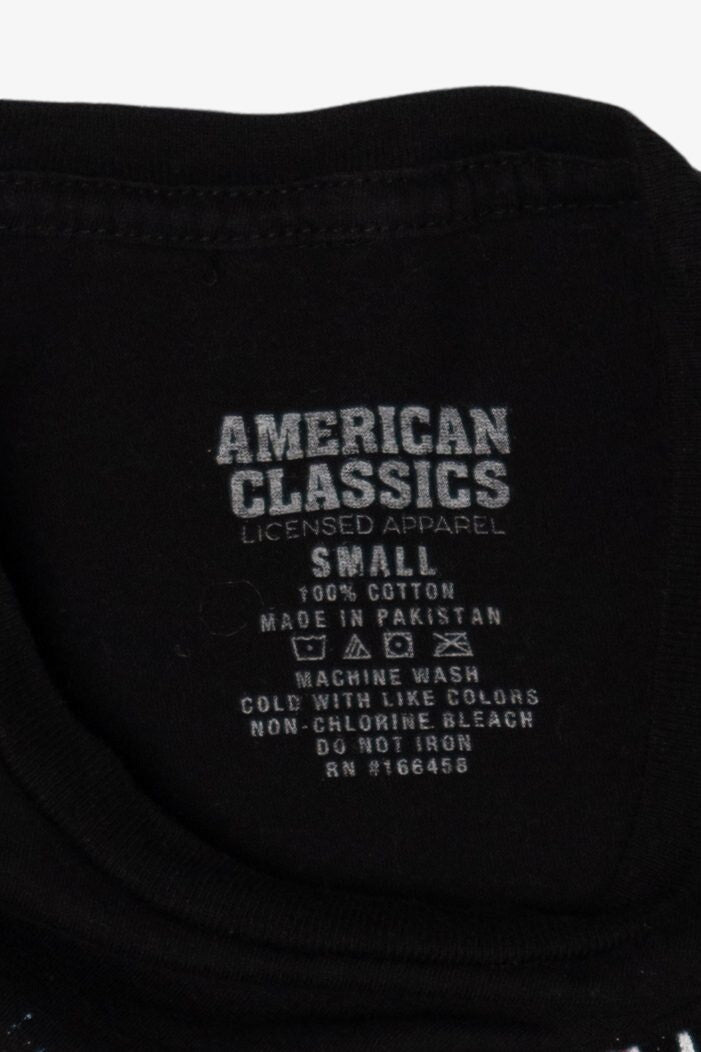 AMERICAN
CLASSICS
LICENSED APPAREL
SMALL
100% COTTON
MADE IN PAKISTAN
MACHINE WASH
COLD WITH LIKE COLORS
NON-CHLORINE BLEACH
DO NOT IRON
RN #166458